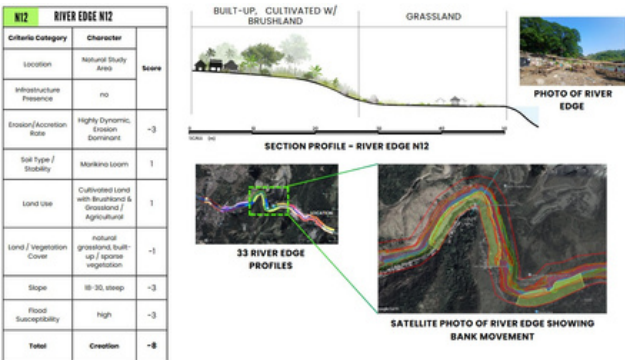 N12 RIVER EDGE N12
Criteria Category Character Score
Location Natural Study
Area
Infrastructure
Presence no
Erosion/Accretion
Rate Highly Dynamic,
Erosion
Dominant -3
Soil Type /
Stability Marikina Loam 1
Land Use Cultivated Land
with Brushland &
Grassland /
Agricultural 1
Land / Vegetation
Cover natural
grassland, built-
up / sparse
vegetation -1
Slope 18-30, steep -3
Flood
Susceptibility high -3
Total Creation -8
BUILT-UP, CULTIVATED W/
BRUSHLAND
GRASSLAND
PHOTO OF RIVER
EDGE
SECTION PROFILE - RIVER EDGE N12
LOCATION
33 RIVER EDGE
PROFILES
SATELLITE PHOTO OF RIVER EDGE SHOWING
BANK MOVEMENT